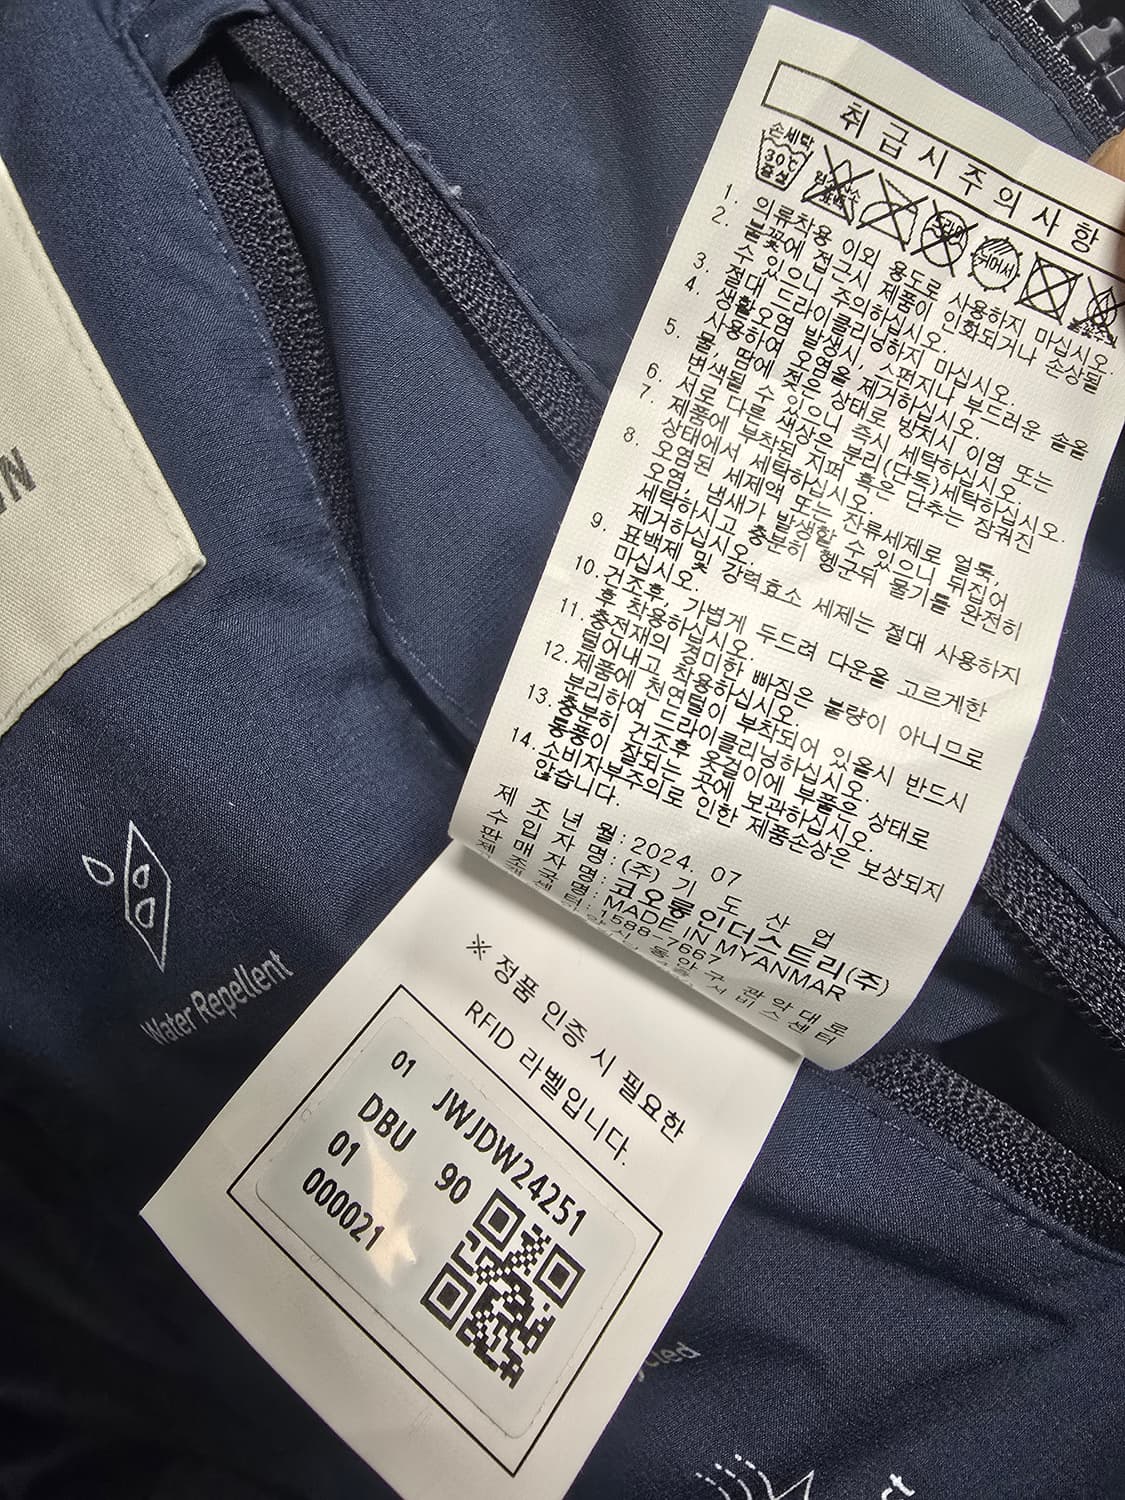 취급시주의사항
손세탁
30℃
중성
1. 의류착용 이외 용도로 사용하지 마십시오.
2. 불꽃에 접근시 제품이 인화되거나 손상될
수 있으니 주의하십시오.
3. 절대 드라이클리닝하지 마십시오.
4. 생활오염 발생시, 스펀지나 부드러운 솔을
사용하여 오염을 제거하십시오.
5. 물, 땀에 젖은 상태로 방치시 이염 또는
변색될 수 있으니 즉시 세탁하십시오.
6. 서로 다른 색상은 분리(단독)세탁하십시오.
7. 제품에 부착된 지퍼 혹은 단추는 잠궈진
상태에서 세탁하십시오.
8. 오염된 세제액 또는 잔류세제로 얼룩,
오염, 냄새가 발생할 수 있으니 뒤집어
세탁하시고 충분히 헹군뒤 물기를 완전히
제거하십시오.
9. 표백제 및 강력효소 세제는 절대 사용하지
마십시오.
10. 건조후, 가볍게 두드려 다운을 고르게한
후 착용하십시오.
11. 충전재의 경미한 빠짐은 불량이 아니므로
털어내고 착용하십시오.
12. 제품에 천연털이 부착되어 있을시 반드시
분리하여 드라이클리닝하십시오.
13. 충분히 건조후 옷걸이에 부풀은 상태로
통풍이 잘되는 곳에 보관하십시오.
14. 소비자부주의로 인한 제품손상은 보상되지
않습니다.
제조년월: 2024. 07
수입자명: (주)기도산업
판매자명: 코오롱인더스트리(주)
제조국명: MADE IN MYANMAR
1588-7667
동안구 관악대로
서비스센터
※ 정품 인증 시 필요한
RFID 라벨입니다.
01 JWJDW24251
DBU 90
01
000021
Water Repellent